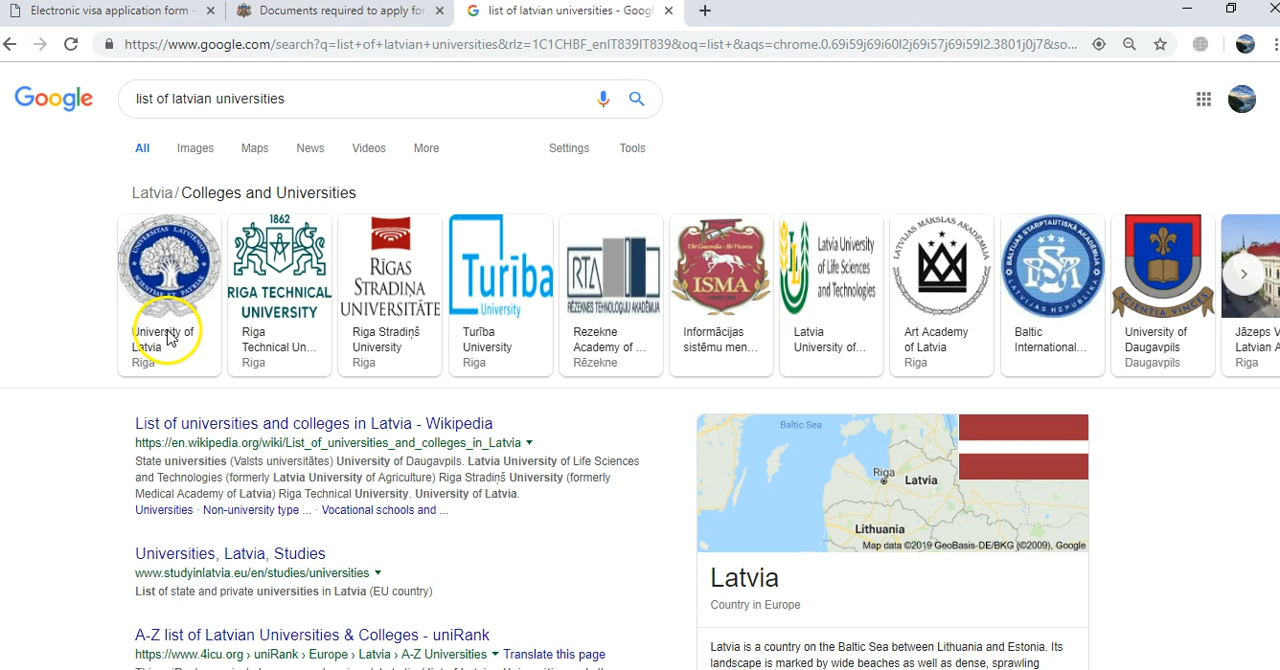 Electronic visa application form -
Documents required to apply for
list of latvian universities - Googl
https://www.google.com/search?q=list+of+latvian+universities&rlz=1C1CHBF_enIT839IT839&oq=list+&aqs=chrome.0.69i59j69i60l2j69i57j69i59l2.3801j0j7&so...
Google
list of latvian universities
All
Images
Maps
News
Videos
More
Settings
Tools
Latvia/Colleges and Universities
UNIVERSITAS LATVIENSIS
1862
RIGA TECHNICAL
UNIVERSITY
RĪGAS
STRADIŅA
UNIVERSITĀTE
Turība
University
RTA
RĒZEKNES TEHNOLOĢIJU AKADĒMIJA
ISMA
Latvia University
of Life Sciences
and Technologies
LATVIJAS MĀKSLAS AKADĒMIJA
BALTIJAS STARPTAUTISKĀ AKADĒMIJA
LATVIJAS REPUBLIKA
SCIENTIA VINCES
University of
Latvia
Riga
Riga
Technical Un...
Riga
Riga Stradiņš
University
Riga
Turība
University
Riga
Rezekne
Academy of ...
Rēzekne
Informācijas
sistēmu men...
Latvia
University of...
Art Academy
of Latvia
Riga
Baltic
International...
University of
Daugavpils
Daugavpils
Jāzeps V
Latvian A
Riga
List of universities and colleges in Latvia - Wikipedia
https://en.wikipedia.org/wiki/List_of_universities_and_colleges_in_Latvia
State universities (Valsts universitātes) University of Daugavpils. Latvia University of Life Sciences
and Technologies (formerly Latvia University of Agriculture) Riga Stradiņš University (formerly
Medical Academy of Latvia) Riga Technical University. University of Latvia.
Universities · Non-university type ... · Vocational schools and ...
Universities, Latvia, Studies
www.studyinlatvia.eu/en/studies/universities
List of state and private universities in Latvia (EU country)
A-Z list of Latvian Universities & Colleges - uniRank
https://www.4icu.org › uniRank › Europe › Latvia › A-Z Universities
Translate this page
Baltic Sea
Riga
Latvia
Lithuania
Map data ©2019 GeoBasis-DE/BKG (©2009), Google
Latvia
Country in Europe
Latvia is a country on the Baltic Sea between Lithuania and Estonia. Its
landscape is marked by wide beaches as well as dense, sprawling